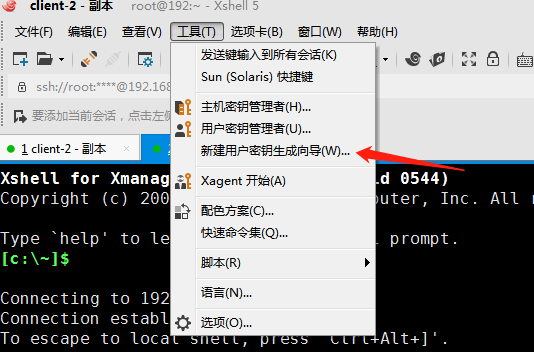 client-2 - 副本 root@192:~ - Xshell 5
文件(F) 编辑(E) 查看(V) 工具(T) 选项卡(B) 窗口(W) 帮助(H)
发送键输入到所有会话(K)
Sun (Solaris) 快捷键
ssh://root:****@192.168
主机密钥管理者(H)...
要添加当前会话，点击左
用户密钥管理者(U)...
1 client-2 - 副本
新建用户密钥生成向导(W)...
Xshell for Xmanag ld 0544)
Xagent 开始(A)
Copyright (c) 200 puter, Inc. All r
配色方案(C)...
快速命令集(Q)...
Type `help' to le l prompt.
[c:\~]$
脚本(R)
Connecting to 192
语言(N)...
Connection establ
选项(O)...
To escape to local shell, press 'Ctrl+Alt+]'.